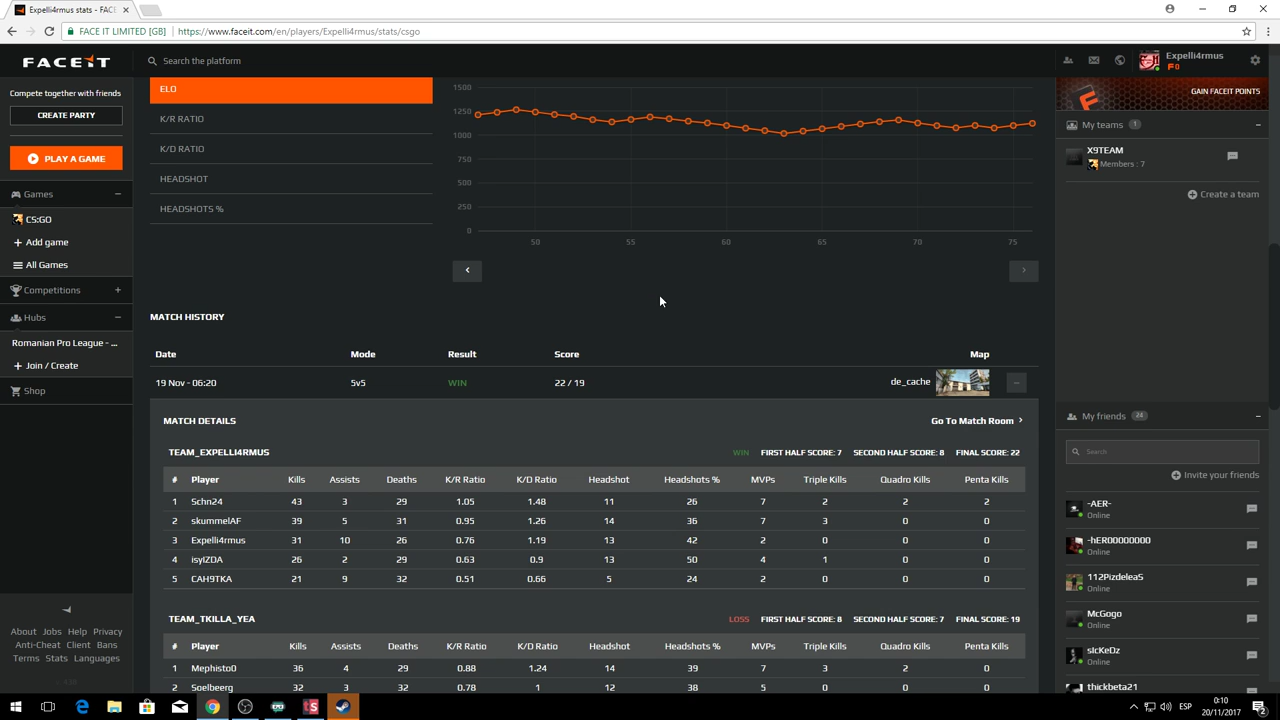 Expelli4rmus stats - FACE
FACE IT LIMITED [GB] https://www.faceit.com/en/players/Expelli4rmus/stats/csgo
FACEIT
Search the platform
Expelli4rmus
0
Compete together with friends
CREATE PARTY
PLAY A GAME
Games
CS:GO
Add game
All Games
Competitions
Hubs
Romanian Pro League - ...
Join / Create
Shop
About Jobs Help Privacy
Anti-Cheat Client Bans
Terms Stats Languages
ELO
K/R RATIO
K/D RATIO
HEADSHOT
HEADSHOTS %
1500
1250
1000
750
500
250
0
50 55 60 65 70 75
MATCH HISTORY
Date Mode Result Score Map
19 Nov - 06:20 5v5 WIN 22 / 19 de_cache
MATCH DETAILS Go To Match Room
TEAM_EXPELLI4RMUS WIN FIRST HALF SCORE: 7 SECOND HALF SCORE: 8 FINAL SCORE: 22
# Player Kills Assists Deaths K/R Ratio K/D Ratio Headshot Headshots % MVPs Triple Kills Quadro Kills Penta Kills
1 Schn24 43 3 29 1.05 1.48 11 26 7 2 2 2
2 skummelAF 39 5 31 0.95 1.26 14 36 7 3 0 0
3 Expelli4rmus 31 10 26 0.76 1.19 13 42 2 0 0 0
4 isylZDA 26 2 29 0.63 0.9 13 50 4 1 0 0
5 CAH9TKA 21 9 32 0.51 0.66 5 24 2 0 0 0
TEAM_TKILLA_YEA LOSS FIRST HALF SCORE: 8 SECOND HALF SCORE: 7 FINAL SCORE: 19
# Player Kills Assists Deaths K/R Ratio K/D Ratio Headshot Headshots % MVPs Triple Kills Quadro Kills Penta Kills
1 Mephisto0 36 4 29 0.88 1.24 14 39 7 3 2 0
2 Soelbeerg 32 3 32 0.78 1 12 38 5 0 0 0
GAIN FACEIT POINTS
My teams 1
X9TEAM
Members : 7
Create a team
My friends 24
Search
Invite your friends
-AER-
Online
-hER00000000
Online
112PizdeleaS
Online
McGogo
Online
sIcKeDz
Online
thickbeta21
ESP
0:10
20/11/2017
2